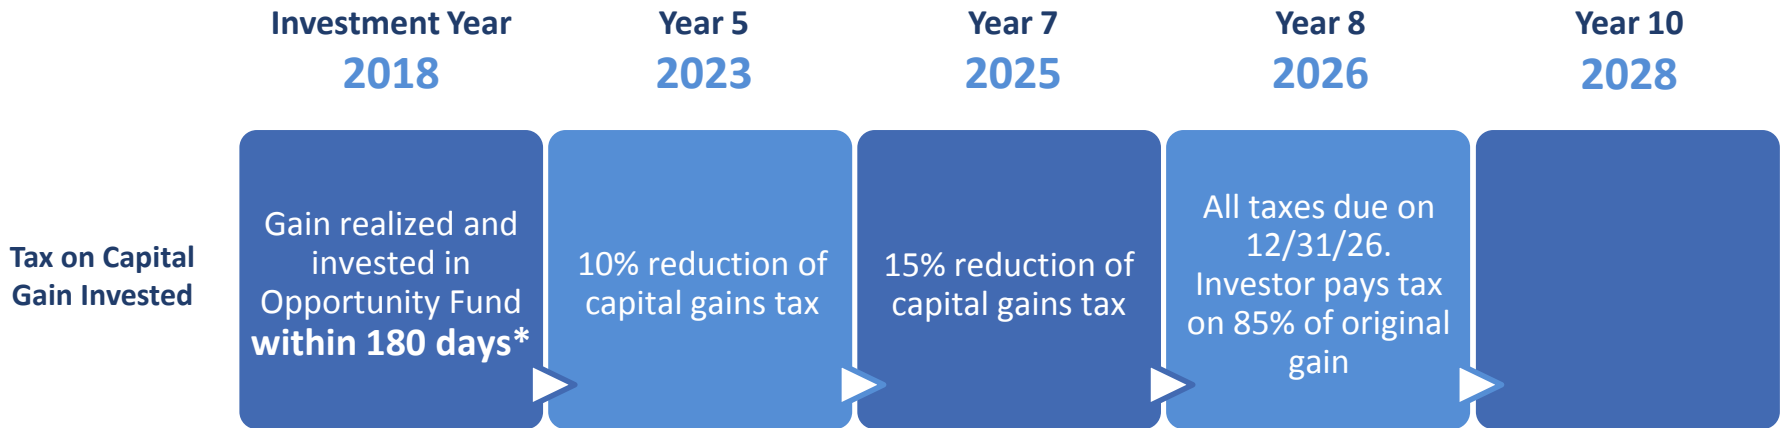 Investment Year
2018
Year 5
2023
Year 7
2025
Year 8
2026
Year 10
2028
Tax on Capital
Gain Invested
Gain realized and
invested in
Opportunity Fund
within 180 days*
10% reduction of
capital gains tax
15% reduction of
capital gains tax
All taxes due on
12/31/26.
Investor pays tax
on 85% of original
gain